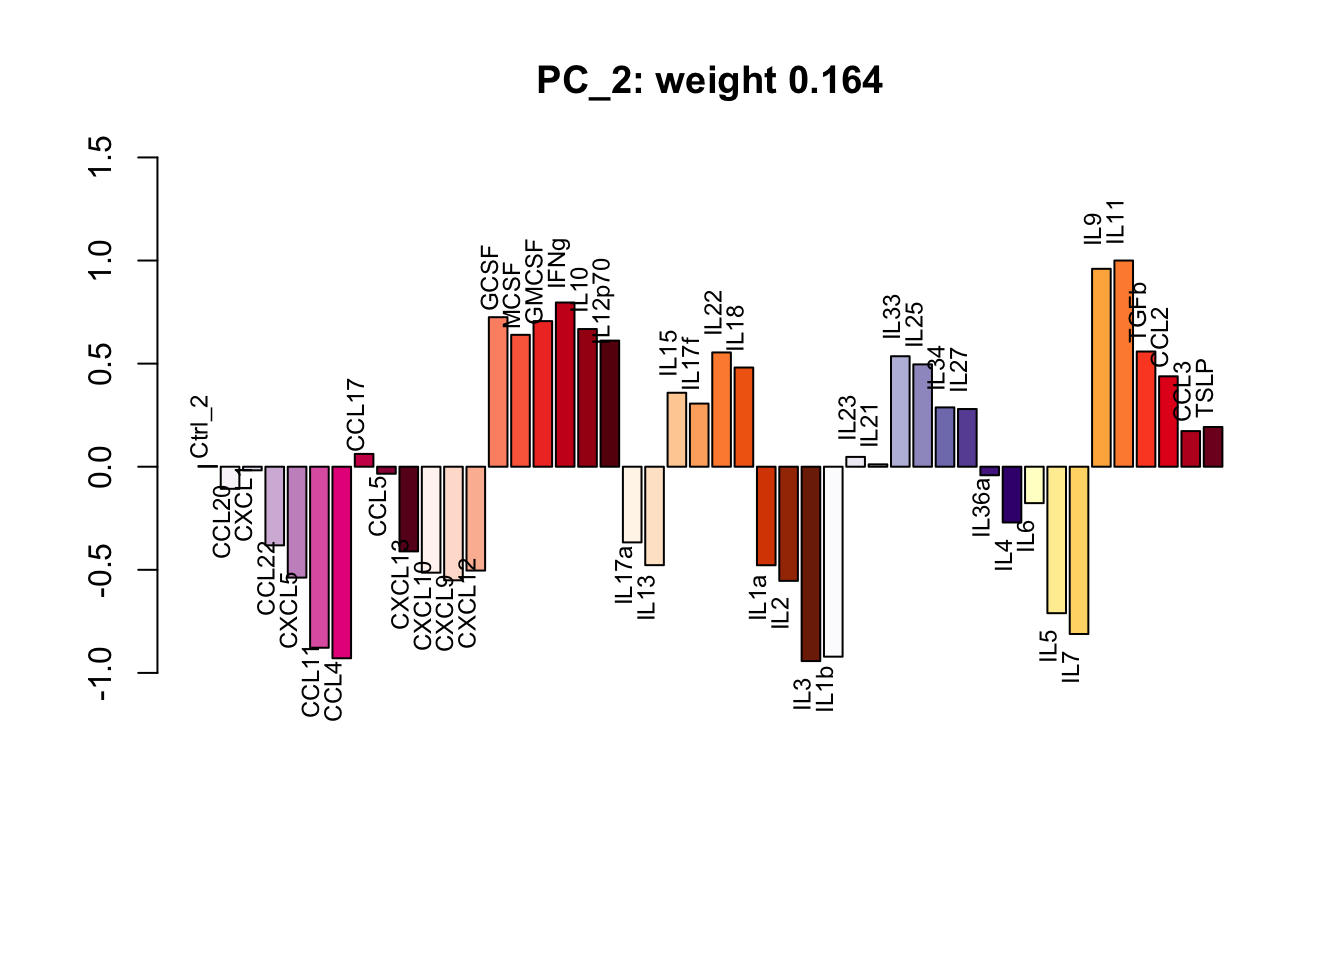 PC_2: weight 0.164
1.5
1.0
0.5
0.0
-0.5
-1.0
Ctrl_2
CCL20
CXCL1
CCL22
CXCL5
CCL11
CCL4
CCL17
CCL5
CXCL13
CXCL10
CXCL9
CXCL12
GCSF
MCSF
GMCSF
IFNg
IL10
IL12p70
IL17a
IL13
IL15
IL17f
IL22
IL18
IL1a
IL2
IL3
IL1b
IL23
IL21
IL33
IL25
IL34
IL27
IL36a
IL4
IL6
IL5
IL7
IL9
IL11
TGFb
CCL2
CCL3
TSLP